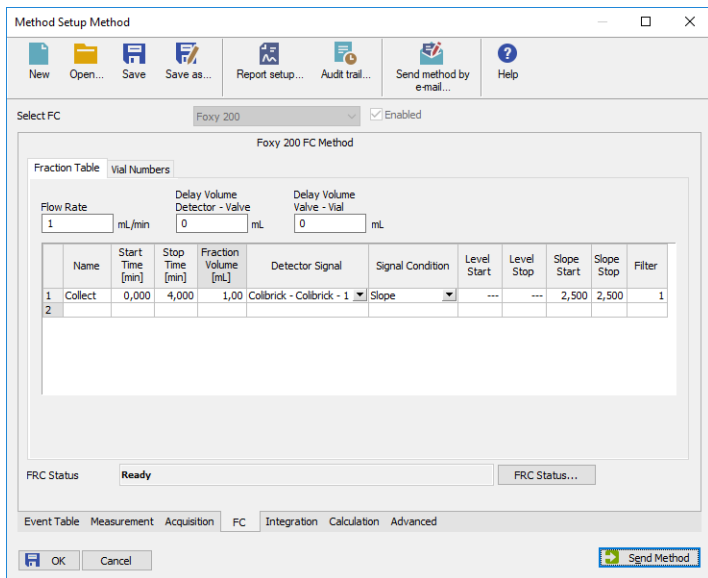 Method Setup Method
New Open... Save Save as... Report setup... Audit trail... Send method by e-mail... Help
Select FC Foxy 200 Enabled
Foxy 200 FC Method
Fraction Table Vial Numbers
Flow Rate Delay Volume Detector - Valve Delay Volume Valve - Vial
1 mL/min 0 mL 0 mL
Name Start Time [min] Stop Time [min] Fraction Volume [mL] Detector Signal Signal Condition Level Start Level Stop Slope Start Slope Stop Filter
1 Collect 0,000 4,000 1,00 Colibrick - Colibrick - 1 Slope --- --- 2,500 2,500 1
2
FRC Status Ready FRC Status...
Event Table Measurement Acquisition FC Integration Calculation Advanced
OK Cancel Send Method